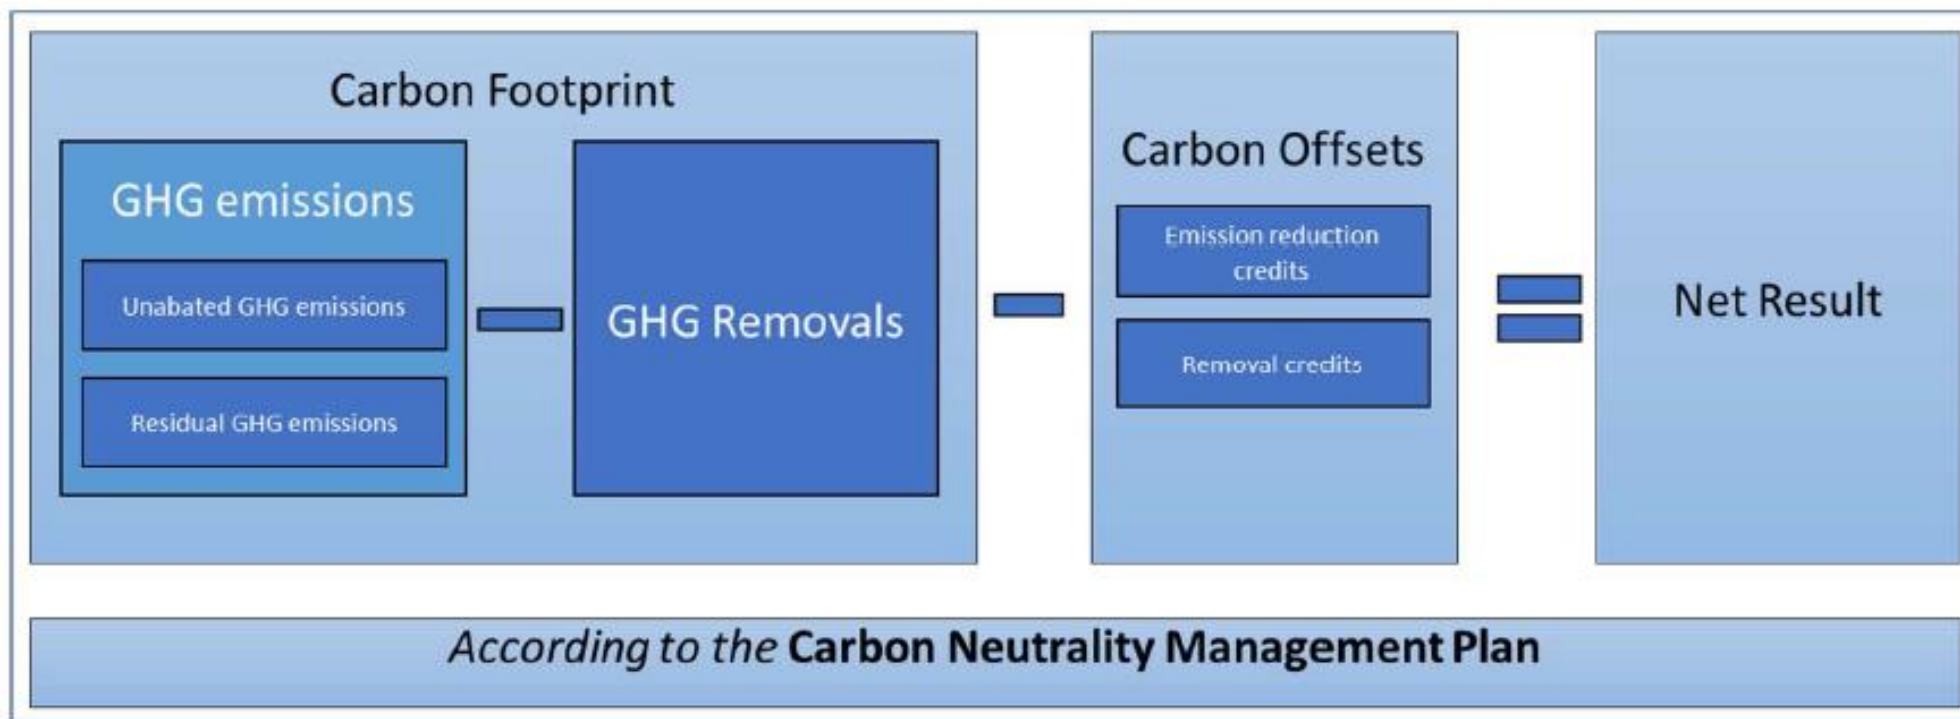 Carbon Footprint
GHG emissions
Unabated GHG emissions
Residual GHG emissions
GHG Removals
Carbon Offsets
Emission reduction
credits
Removal credits
Net Result
According to the Carbon Neutrality Management Plan